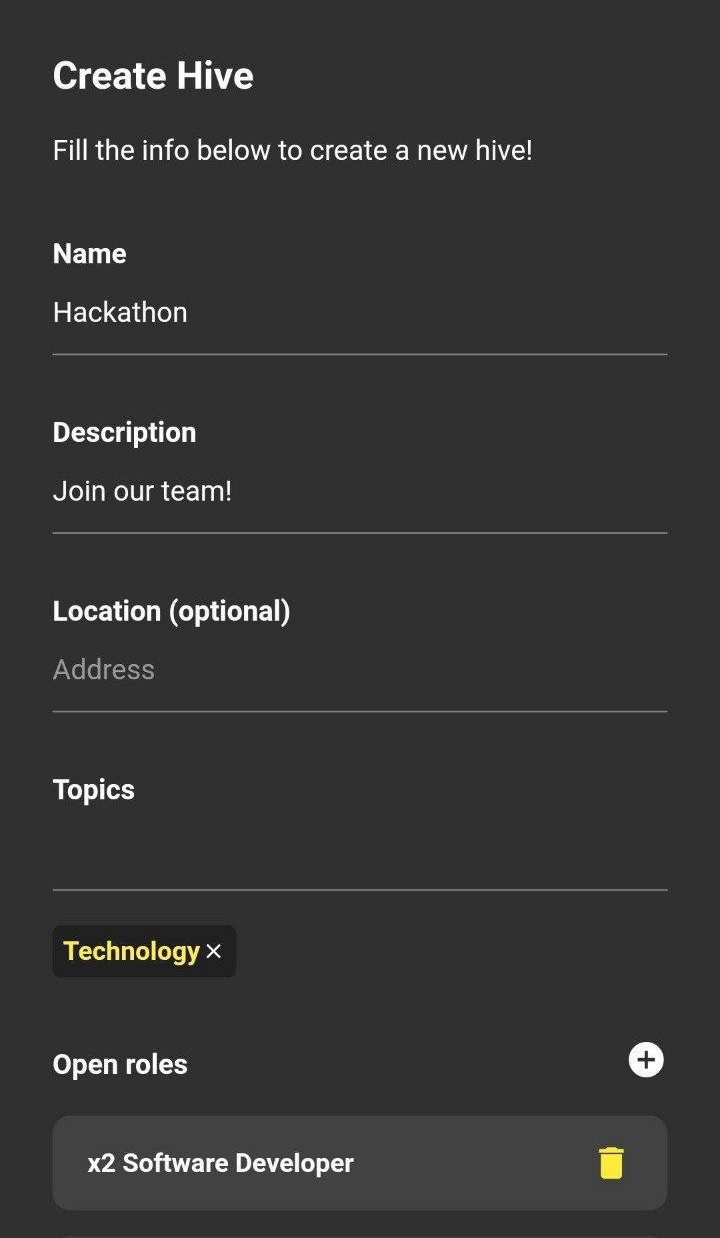 Create Hive
Fill the info below to create a new hive!
Name
Hackathon
Description
Join our team!
Location (optional)
Address
Topics
Technology ×
Open roles
x2 Software Developer